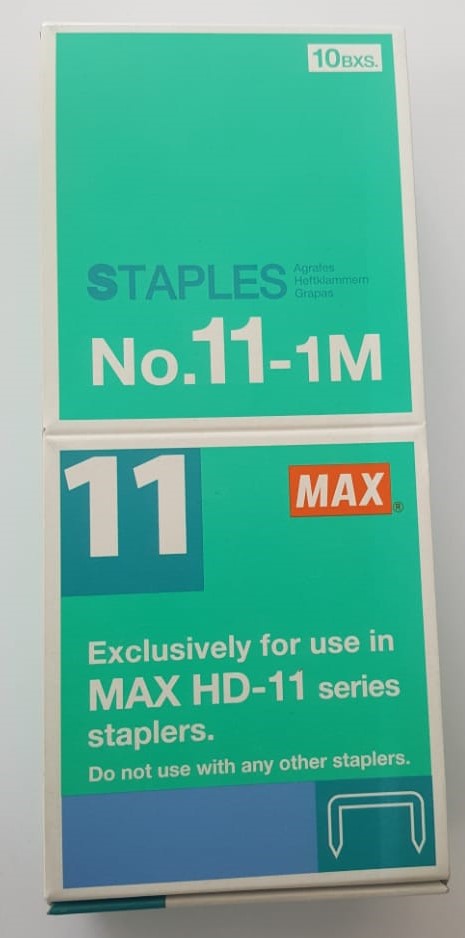 10BXS.
STAPLES
Agrafes
Heftklammern
Grapas
No.11-1M
11
MAX®
Exclusively for use in
MAX HD-11 series
staplers.
Do not use with any other staplers.